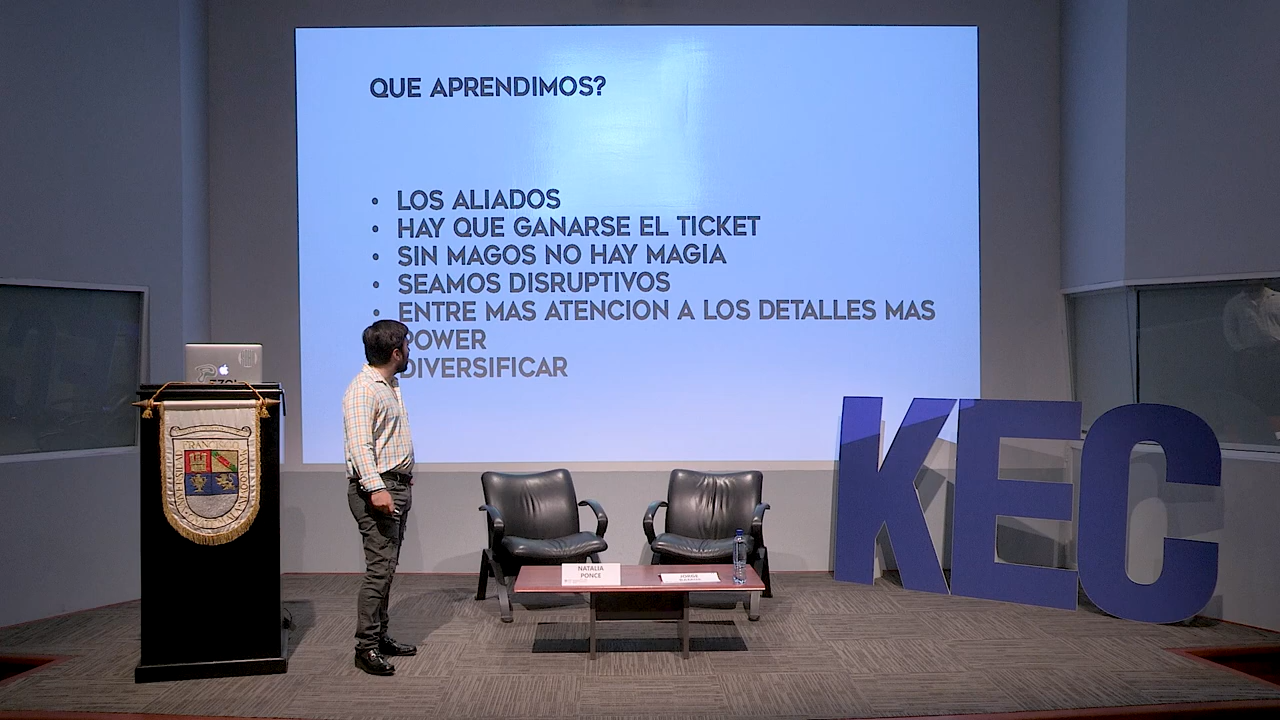 QUE APRENDIMOS?
• LOS ALIADOS
• HAY QUE GANARSE EL TICKET
• SIN MAGOS NO HAY MAGIA
• SEAMOS DISRUPTIVOS
• ENTRE MAS ATENCION A LOS DETALLES MAS
POWER
DIVERSIFICAR
KEC
FRANCISCO
NATALIA
PONCE